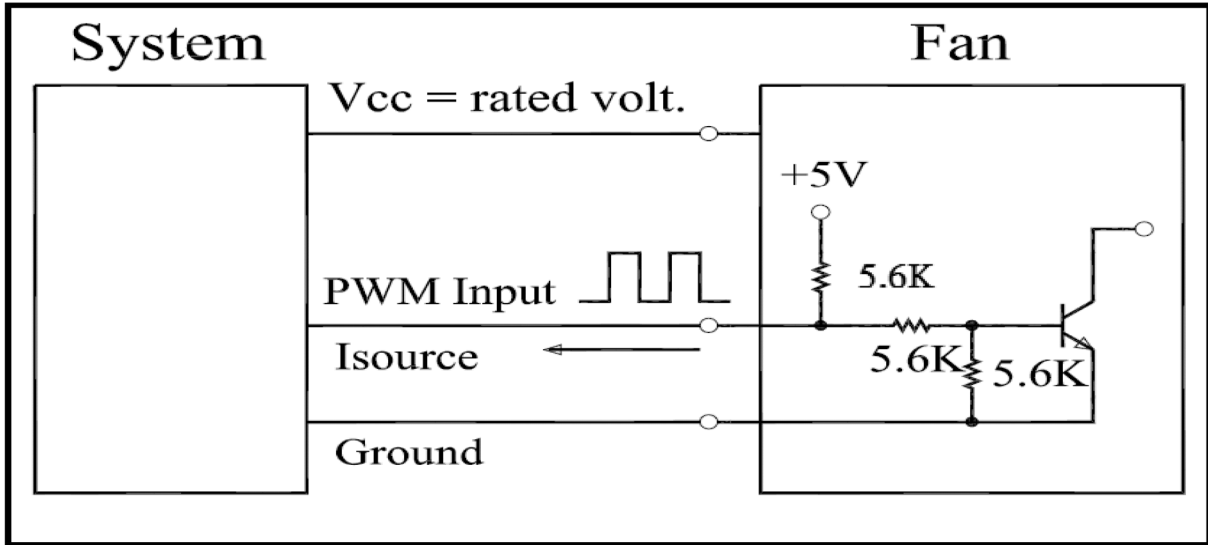 System
Fan
Vcc = rated volt.
+5V
5.6K
PWM Input
Isource
5.6K
5.6K
Ground